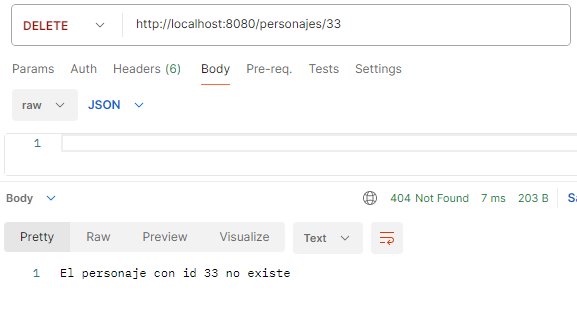 DELETE http://localhost:8080/personajes/33
Params Auth Headers (6) Body Pre-req. Tests Settings
raw JSON
1
Body 404 Not Found 7 ms 203 B
Pretty Raw Preview Visualize Text
1 El personaje con id 33 no existe